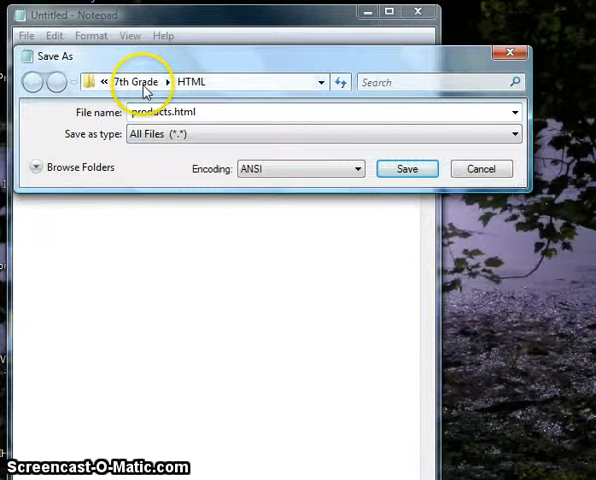 Untitled - Notepad
File Edit Format View Help
Save As
« 7th Grade HTML Search
File name: products.html
Save as type: All Files (*.*)
Browse Folders Encoding: ANSI Save Cancel
Screencast-O-Matic.com